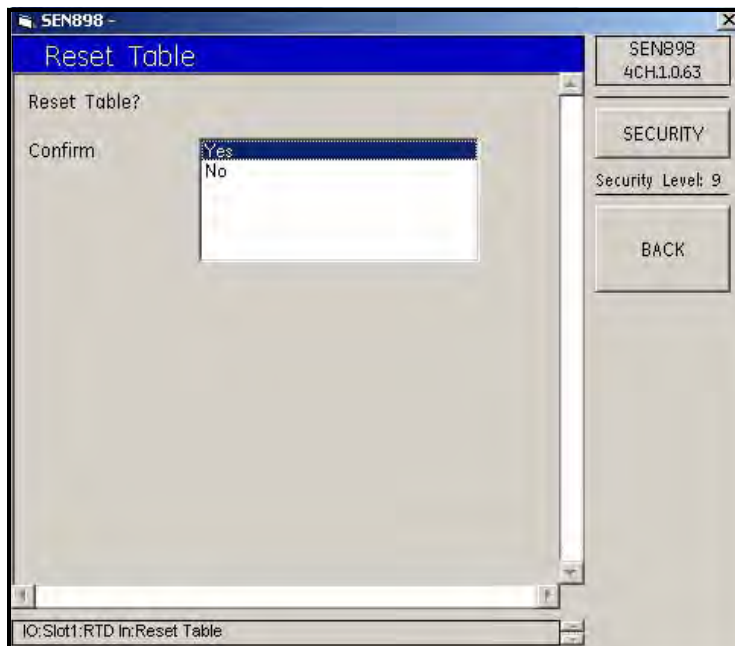 SEN898 -
Reset Table
Reset Table?
Confirm
Yes
No
SEN898
4CH.1.0.63
SECURITY
Security Level: 9
BACK
IO:Slot1:RTD In:Reset Table